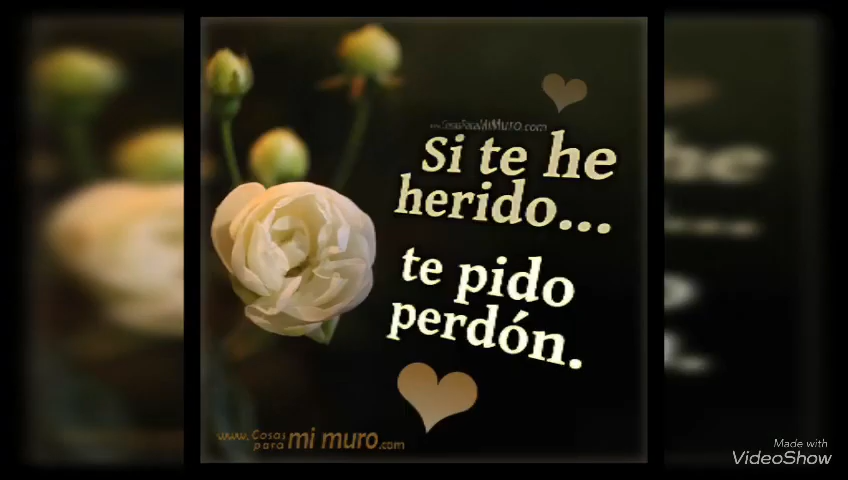 www.CosasParaMiMuro.com
Si te he
herido...
te pido
perdón.
www.Cosas para mi muro.com
Made with
VideoShow